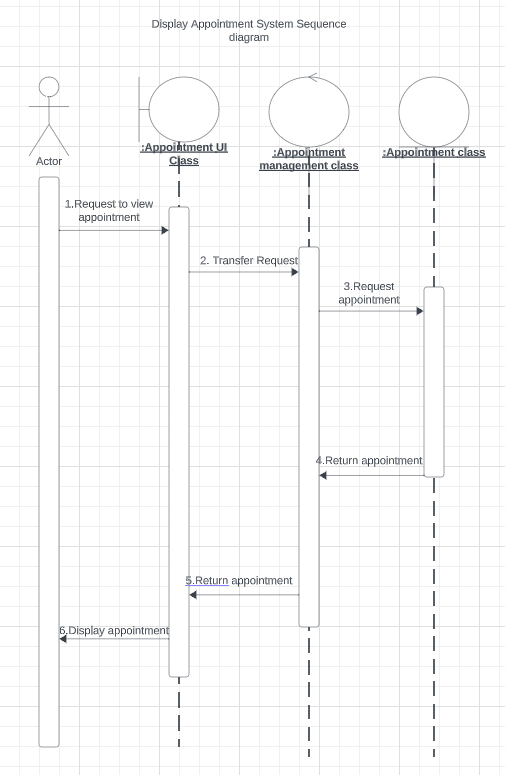 Display Appointment System Sequence
diagram
Actor
:Appointment UI
Class
:Appointment
management class
:Appointment class
1.Request to view
appointment
2. Transfer Request
3.Request
appointment
4.Return appointment
5.Return appointment
6.Display appointment